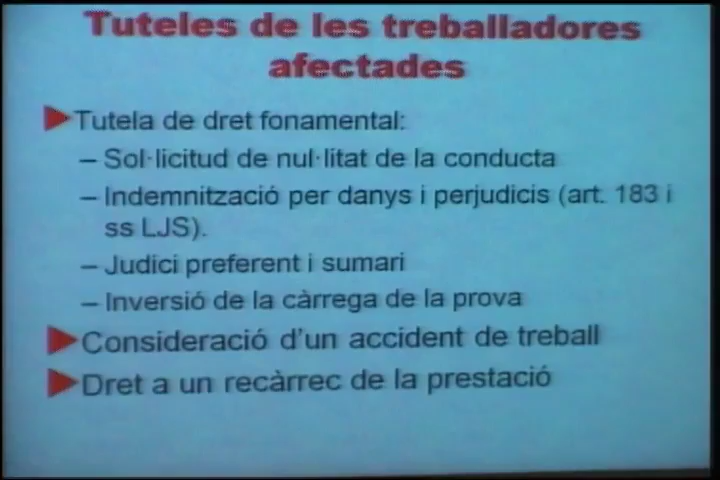 Tuteles de les treballadores
afectades
Tutela de dret fonamental:
– Sol·licitud de nul·litat de la conducta
– Indemnització per danys i perjudicis (art. 183 i
ss LJS).
– Judici preferent i sumari
– Inversió de la càrrega de la prova
Consideració d'un accident de treball
Dret a un recàrrec de la prestació